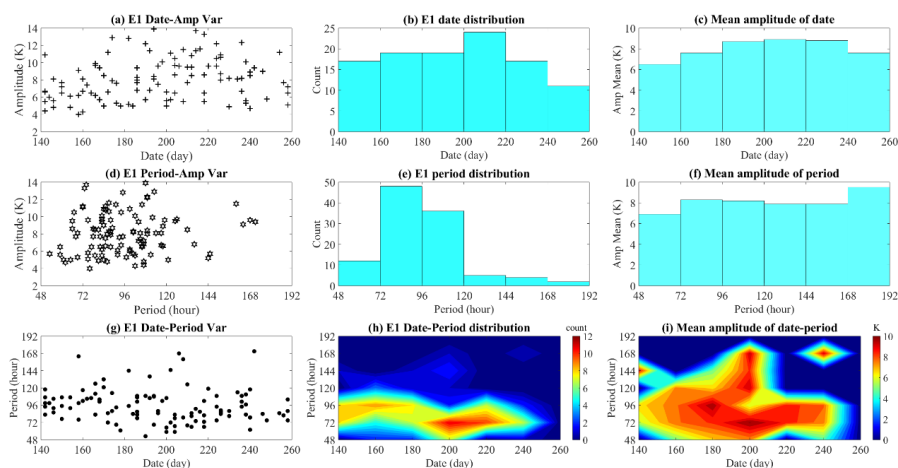 (a) E1 Date-Amp Var
Amplitude (K)
14
12
10
8
6
4
2
140 160 180 200 220 240 260
Date (day)
(b) E1 date distribution
Count
25
20
15
10
5
0
140 160 180 200 220 240 260
Date (day)
(c) Mean amplitude of date
Amp Mean (K)
10
8
6
4
2
0
140 160 180 200 220 240 260
Date (day)
(d) E1 Period-Amp Var
Amplitude (K)
14
12
10
8
6
4
2
48 72 96 120 144 168 192
Period (hour)
(e) E1 period distribution
Count
50
40
30
20
10
0
48 72 96 120 144 168 192
Period (hour)
(f) Mean amplitude of period
Amp Mean (K)
10
8
6
4
2
0
48 72 96 120 144 168 192
Period (hour)
(g) E1 Date-Period Var
Period (hour)
192
168
144
120
96
72
48
140 160 180 200 220 240 260
Date (day)
(h) E1 Date-Period distribution
Period(hour)
192
168
144
120
96
72
48
140 160 180 200 220 240 260
Date (day)
count
12
10
8
6
4
2
0
(i) Mean amplitude of date-period
Period(hour)
192
168
144
120
96
72
48
140 160 180 200 220 240 260
Date (day)
K
10
8
6
4
2
0